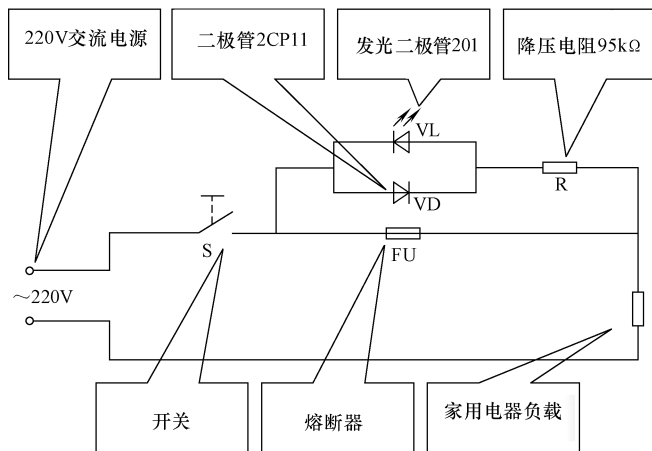 220V交流电源
二极管2CP11
发光二极管201
降压电阻95kΩ
VL
R
VD
S
FU
～220V
开关
熔断器
家用电器负载